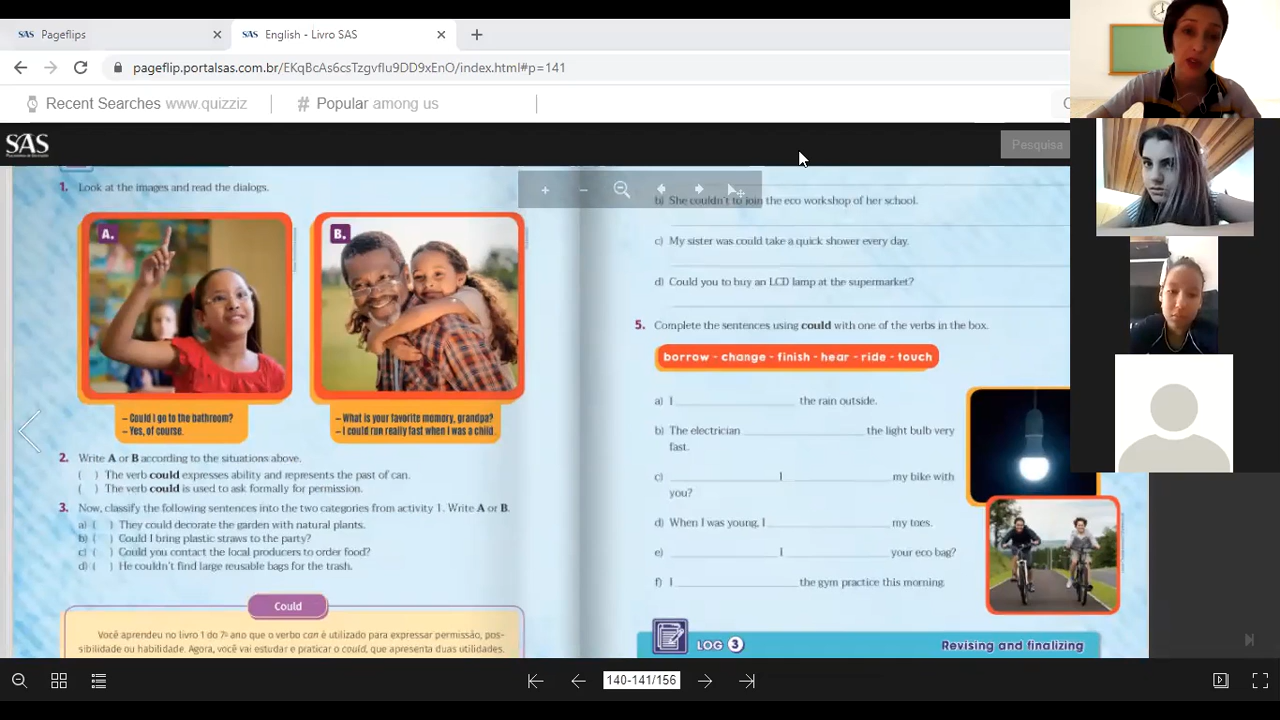 SAS Pageflips
SAS English - Livro SAS
pageflip.portalsas.com.br/EKqBcAs6csTzgvflu9DD9xEnO/index.html#p=141
Recent Searches www.quizziz
# Popular among us
SAS
Pesquisa
1. Look at the images and read the dialogs.
A.
B.
– Could I go to the bathroom?
– Yes, of course.
– What is your favorite memory, grandpa?
– I could run really fast when I was a child.
2. Write A or B according to the situations above.
( ) The verb could expresses ability and represents the past of can.
( ) The verb could is used to ask formally for permission.
3. Now, classify the following sentences into the two categories from activity 1. Write A or B.
a) ( ) They could decorate the garden with natural plants.
b) ( ) Could I bring plastic straws to the party?
c) ( ) Could you contact the local producers to order food?
d) ( ) He couldn't find large reusable bags for the trash.
Could
Você aprendeu no livro 1 do 7º ano que o verbo can é utilizado para expressar permissão, pos-
sibilidade ou habilidade. Agora, você vai estudar e praticar o could, que apresenta duas utilidades.
b) She couldn't to join the eco workshop of her school.
c) My sister was could take a quick shower every day.
d) Could you to buy an LCD lamp at the supermarket?
5. Complete the sentences using could with one of the verbs in the box.
borrow - change - finish - hear - ride - touch
a) I ____________ the rain outside.
b) The electrician ____________ the light bulb very
fast.
c) ____________ I ____________ my bike with
you?
d) When I was young, I ____________ my toes.
e) ____________ I ____________ your eco bag?
f) I ____________ the gym practice this morning.
LOG 3 Revising and finalizing
140-141/156